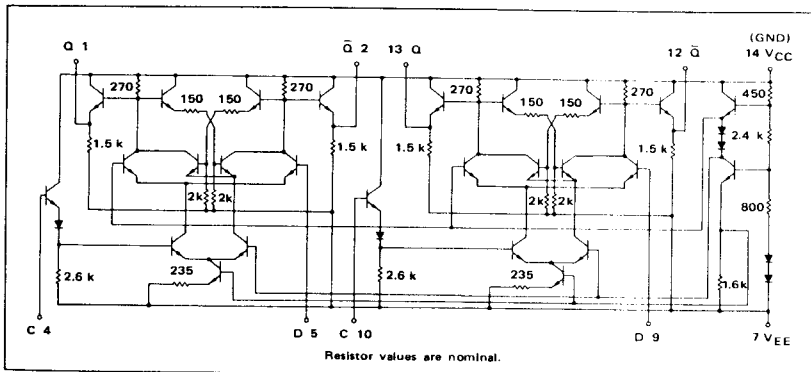 Q 1
Q̄ 2
13 Q
12 Q̄
(GND)
14 VCC
270
270
270
270
450
150
150
150
150
2.4 k
1.5 k
1.5 k
1.5 k
1.5 k
2k
2k
2k
2k
800
235
235
2.6 k
2.6 k
1.6k
C 4
D 5
C 10
D 9
7 VEE
Resistor values are nominal.